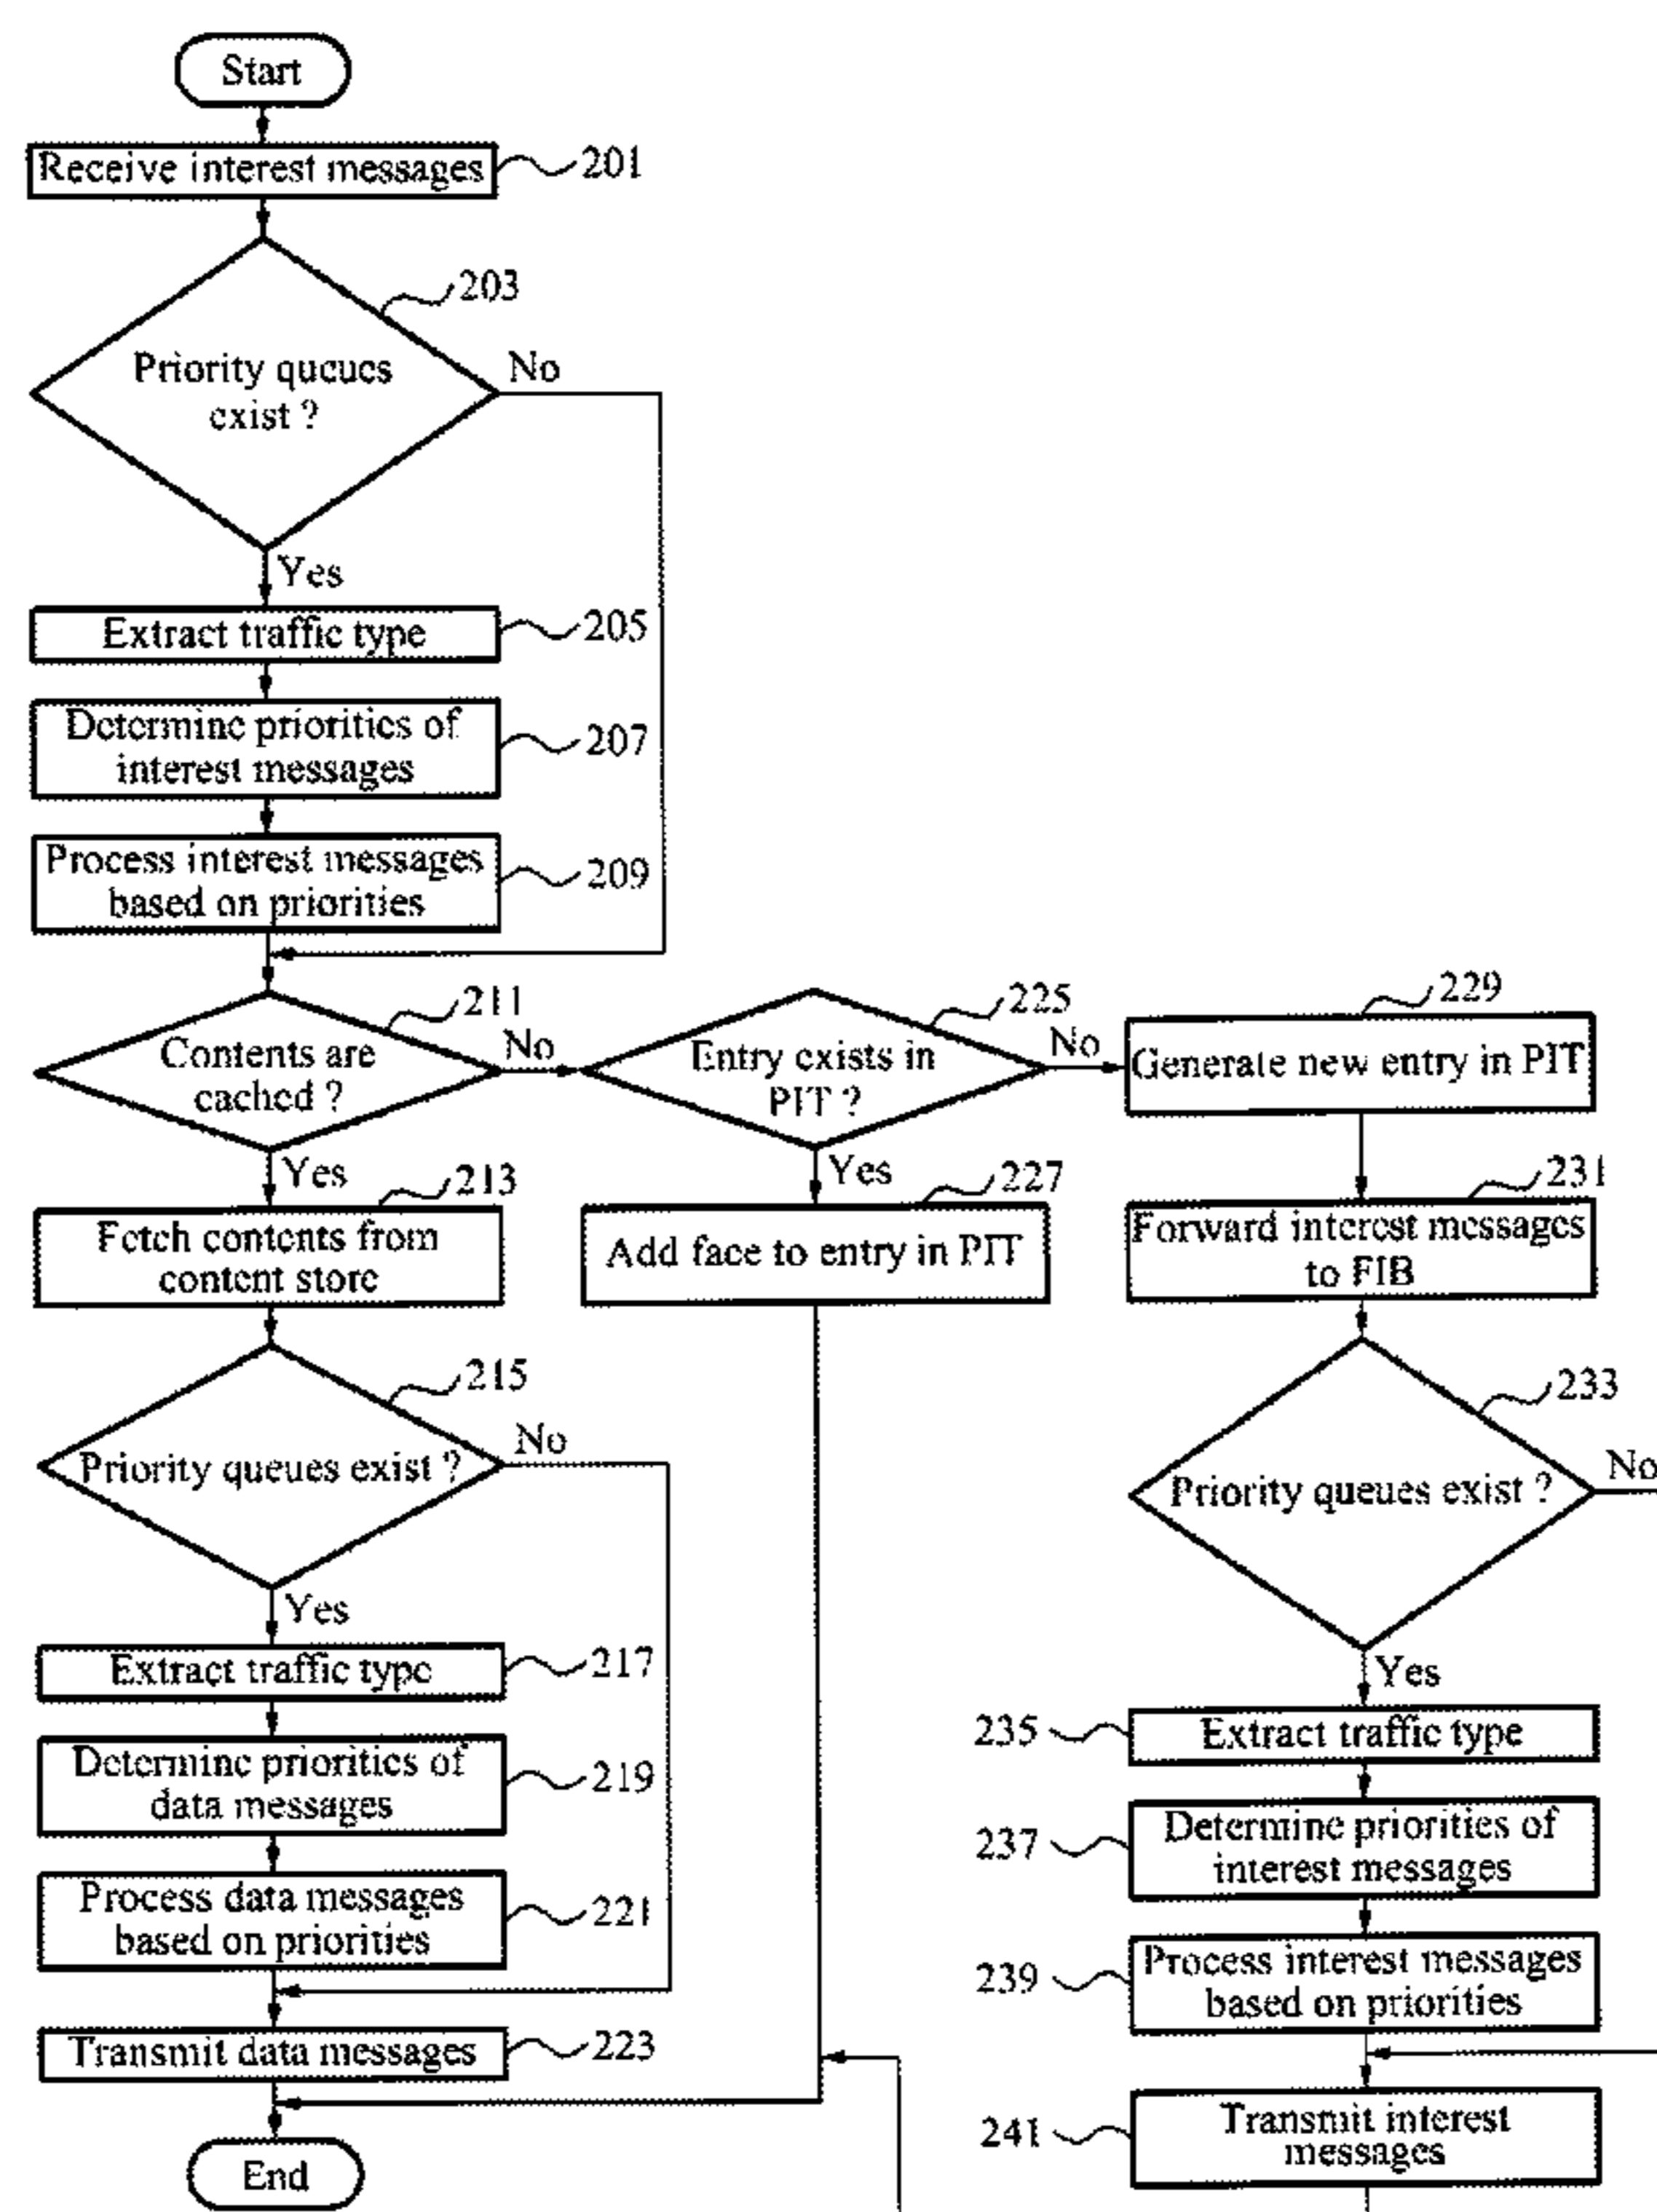 Start
Receive interest messages
201
203
Priority queues
exist ?
No
Yes
Extract traffic type
205
Determine priorities of
interest messages
207
Process interest messages
based on priorities
209
211
Contents are
cached ?
No
Yes
213
Fetch contents from
content store
215
Priority queues exist ?
No
Yes
Extract traffic type
217
Determine priorities of
data messages
219
Process data messages
based on priorities
221
Transmit data messages
223
End
225
Entry exists in
PIT ?
No
Yes
227
Add face to entry in PIT
229
Generate new entry in PIT
231
Forward interest messages
to FIB
233
Priority queues exist ?
No
Yes
235
Extract traffic type
237
Determine priorities of
interest messages
239
Process interest messages
based on priorities
241
Transmit interest
messages